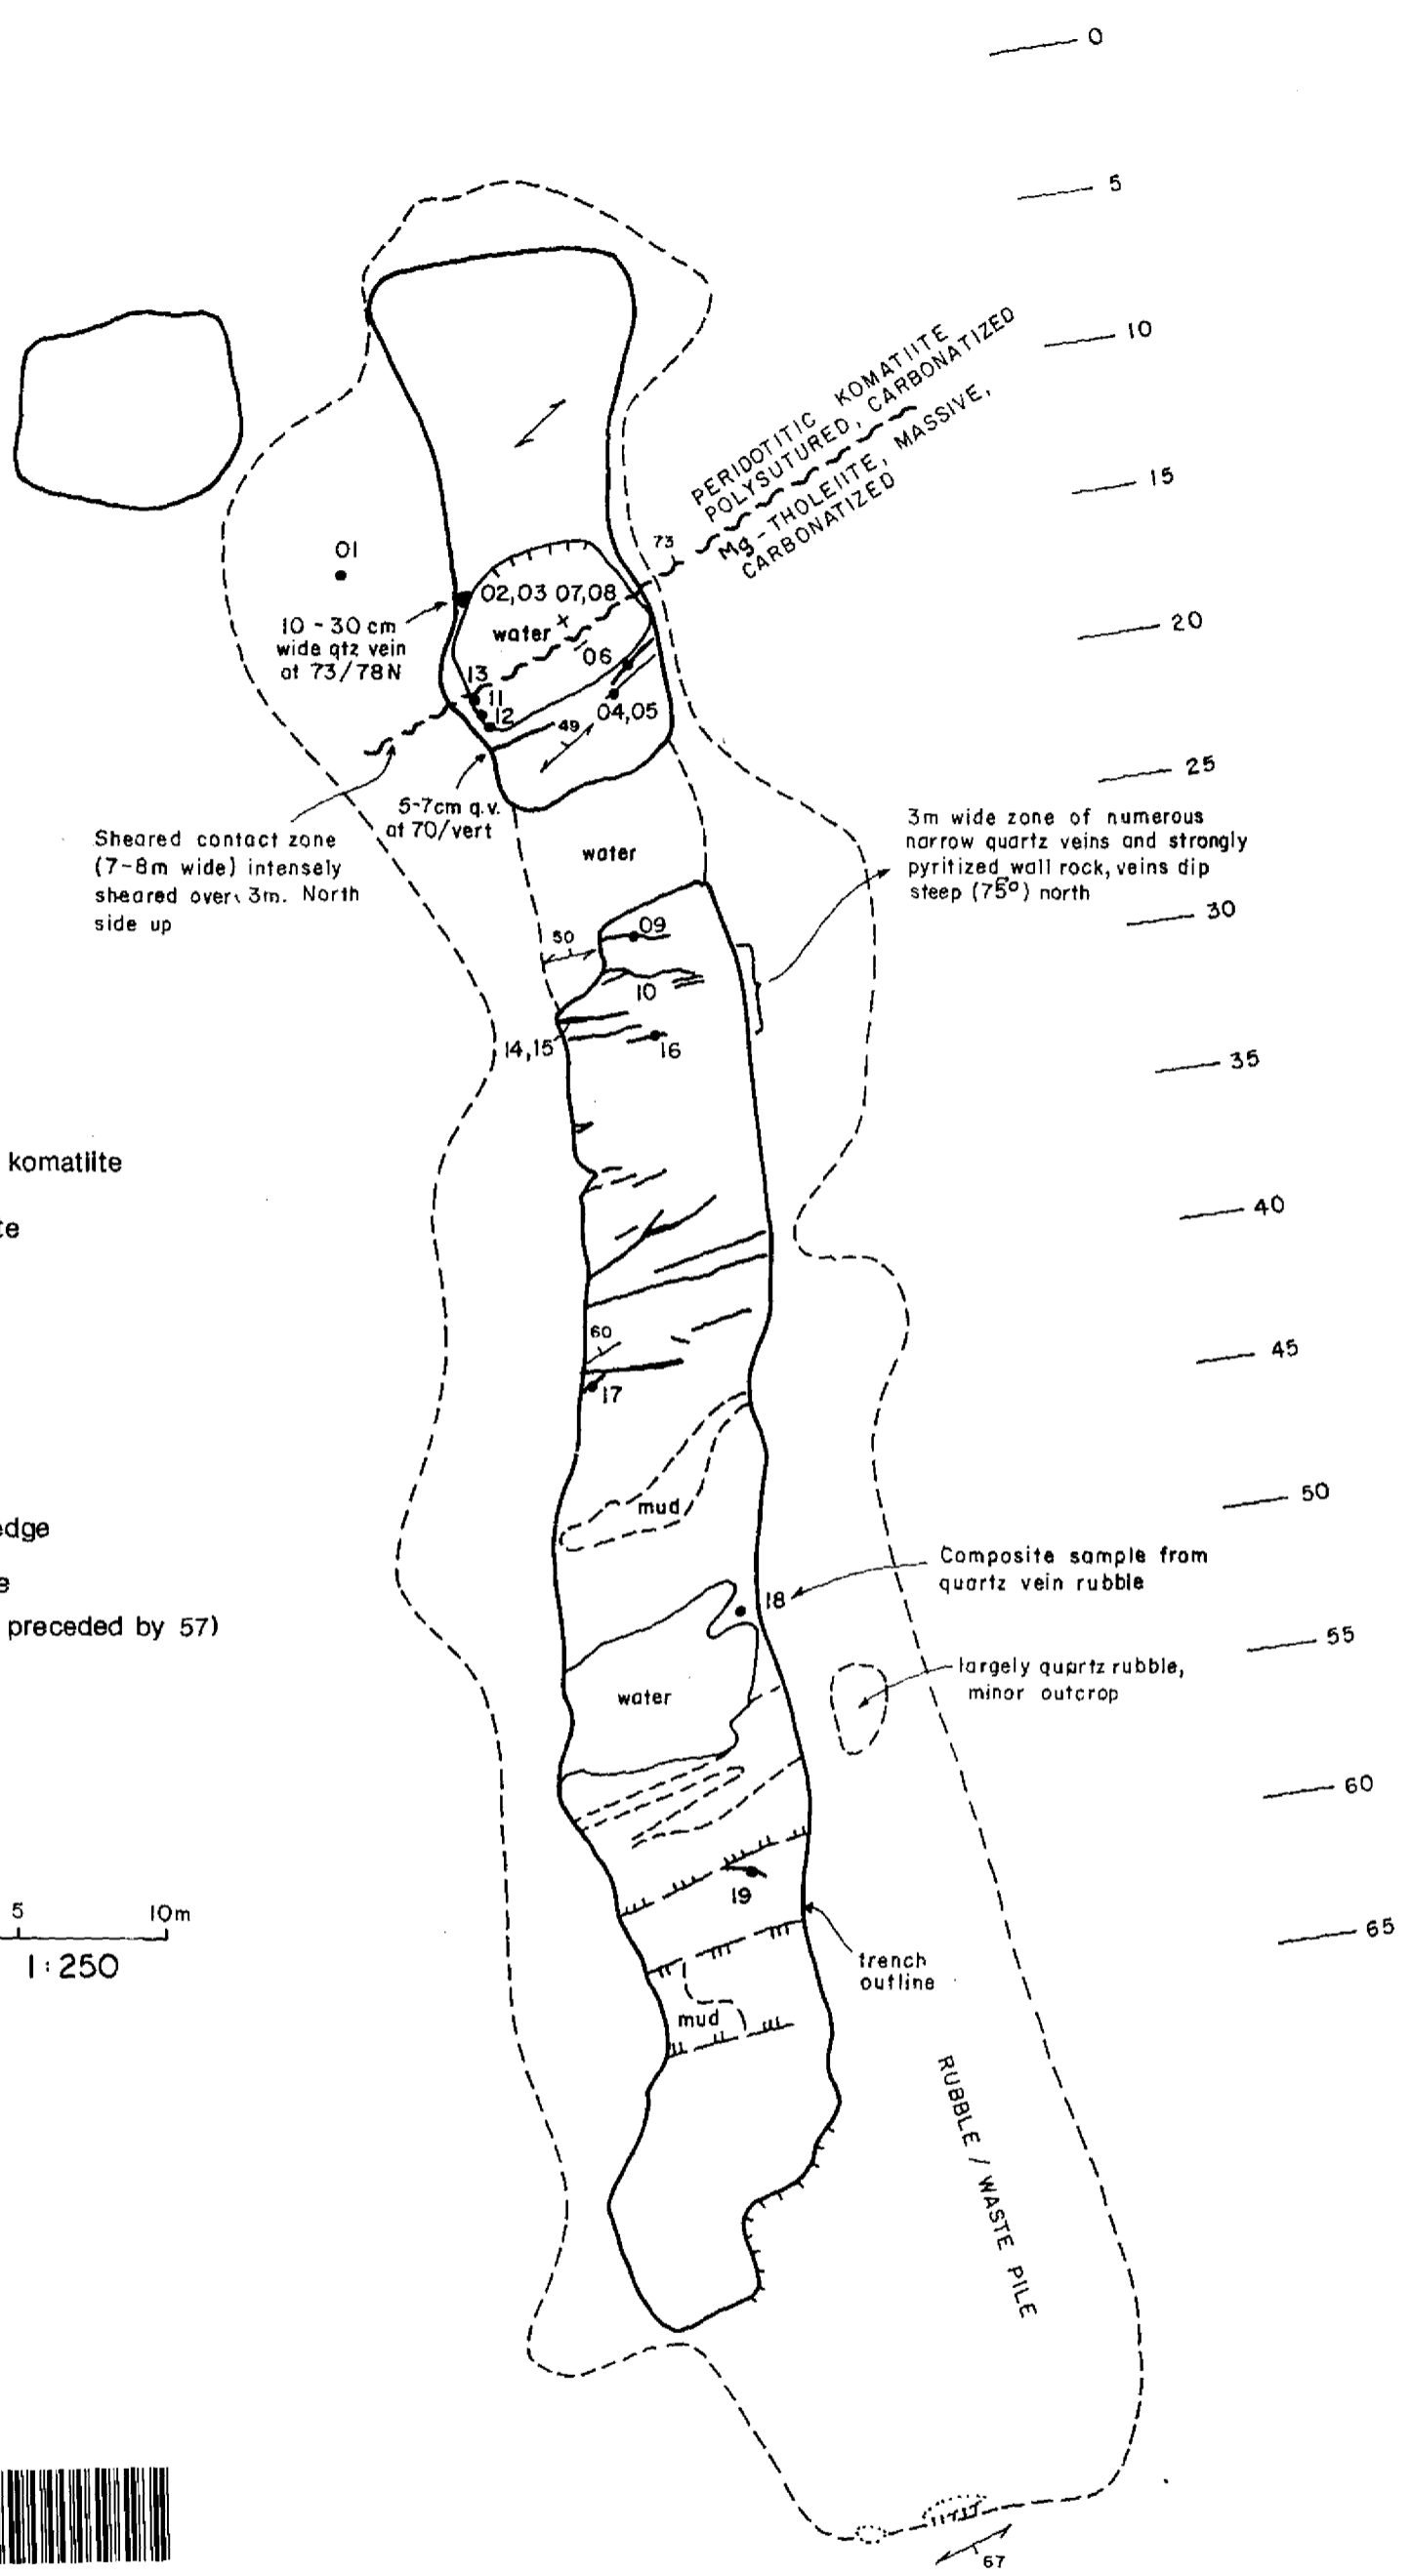 0
5
10
PERIDOTITIC KOMATIITE
POLYSUTURED, CARBONATIZED
Mg-THOLEIITE, MASSIVE,
CARBONATIZED
15
01
73
02,03 07,08
10-30cm
wide qtz vein
at 73/78N
water
x
20
06
13
11
12
04,05
49
25
5-7cm q.v.
at 70/vert
Sheared contact zone
(7-8m wide) intensely
sheared over 3m. North
side up
water
3m wide zone of numerous
narrow quartz veins and strongly
pyritized wall rock, veins dip
steep (75°) north
30
50
09
10
14,15
16
35
komatiite
40
60
45
17
mud
50
edge
Composite sample from
quartz vein rubble
18
preceded by 57)
55
largely quartz rubble,
minor outcrop
water
60
19
5
10m
1:250
65
trench
outline
mud
RUBBLE / WASTE PILE
67